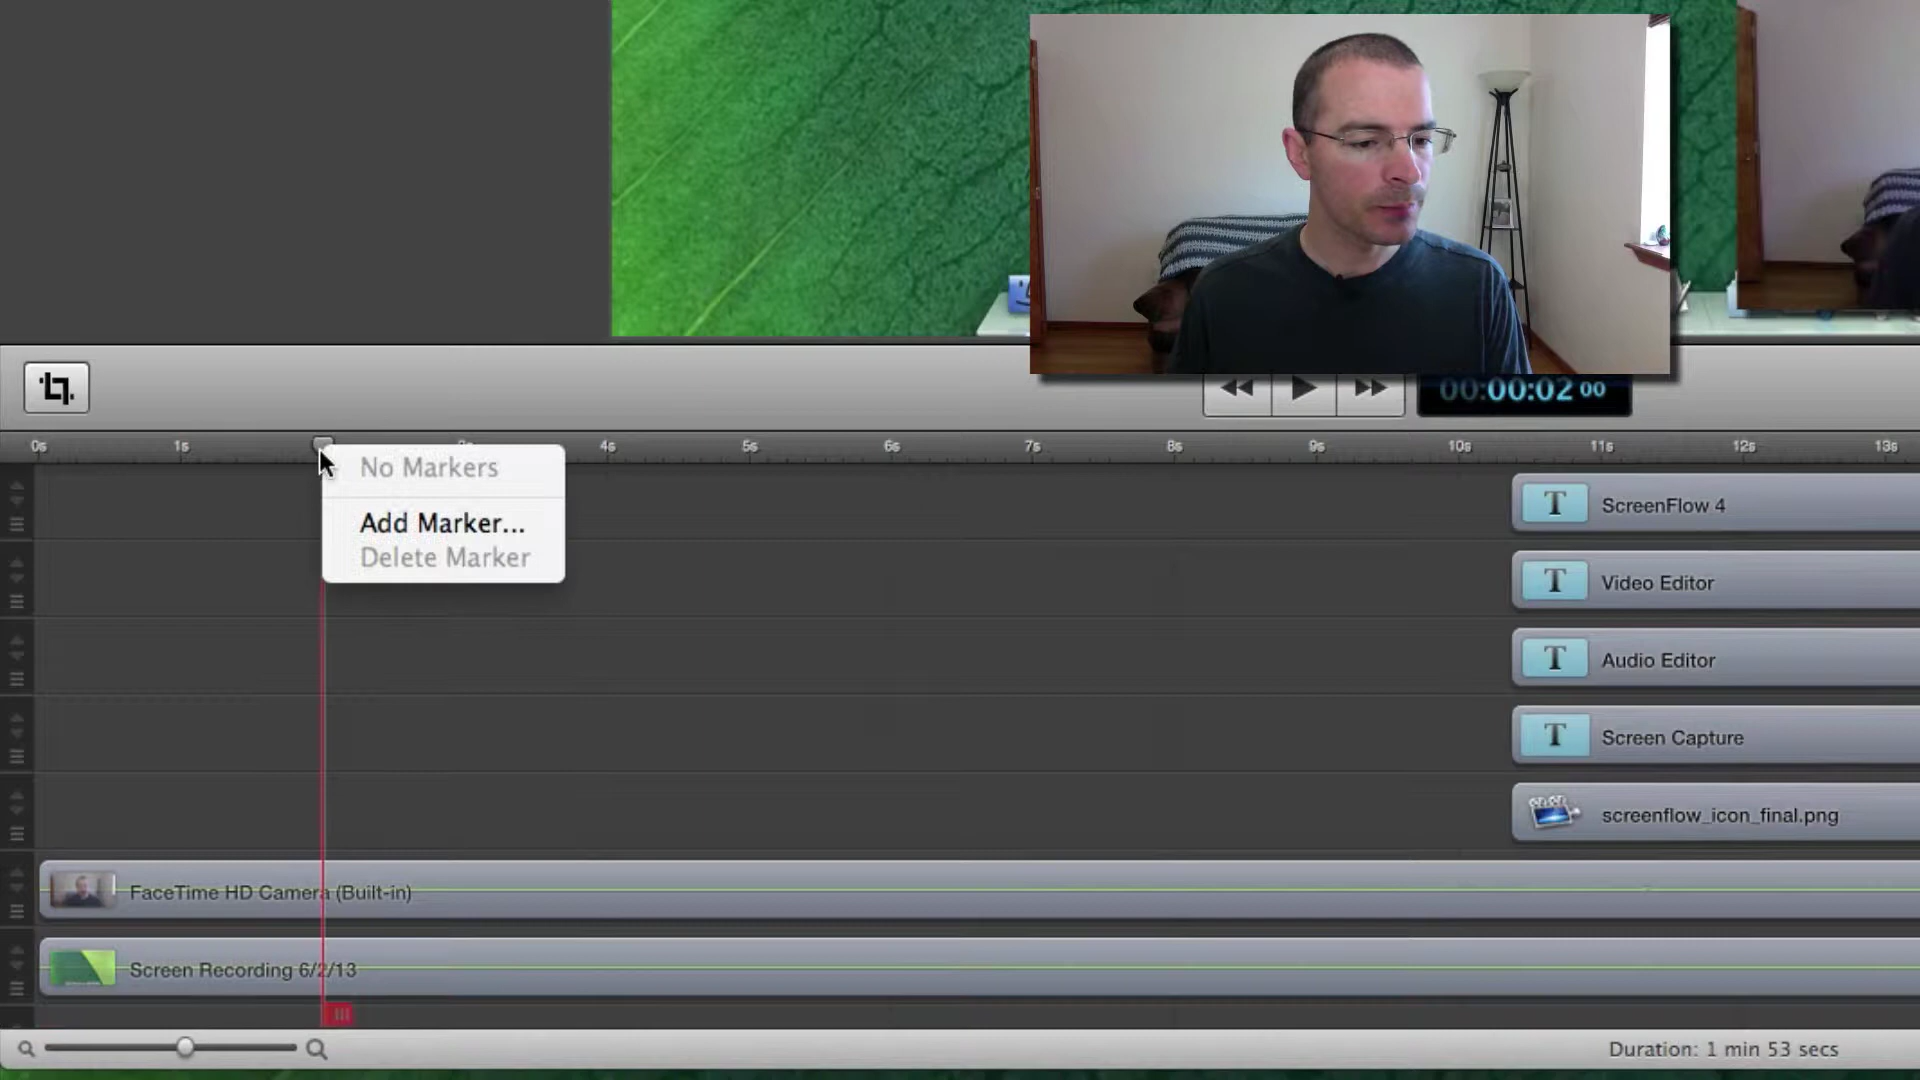 00:00:02 00
0s 1s 4s 5s 6s 7s 8s 9s 10s 11s 12s 13s
No Markers
Add Marker...
Delete Marker
T ScreenFlow 4
T Video Editor
T Audio Editor
T Screen Capture
screenflow_icon_final.png
FaceTime HD Camera (Built-in)
Screen Recording 6/2/13
Duration: 1 min 53 secs